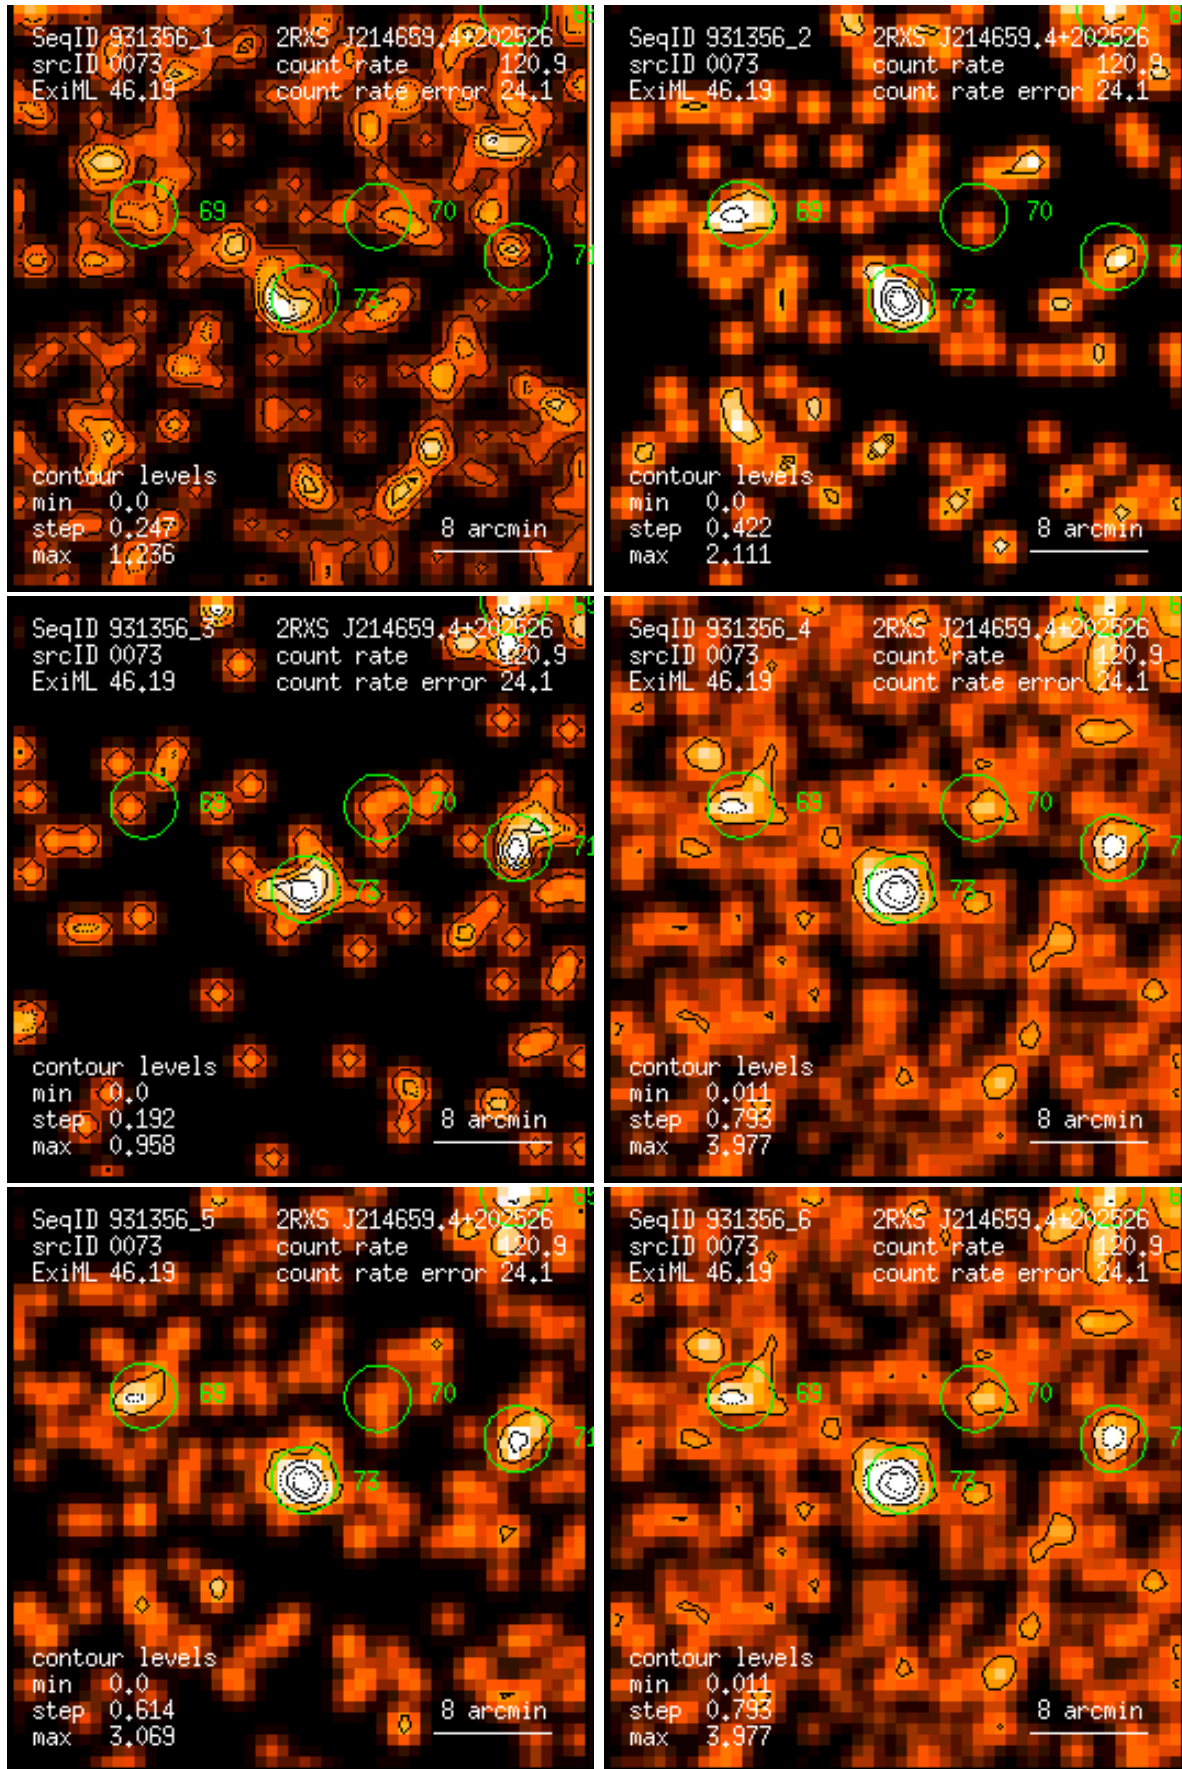 SeqID 931356_1 2RXS J214659.4+202526
srcID 0073 count rate 120.9
ExiML 46.19 count rate error 24.1
69
70
71
73
contour levels
min 0.0
step 0.247
max 1.236
8 arcmin
SeqID 931356_2 2RXS J214659.4+202526
srcID 0073 count rate 120.9
ExiML 46.19 count rate error 24.1
69
70
7
73
contour levels
min 0.0
step 0.422
max 2.111
8 arcmin
SeqID 931356_3 2RXS J214659.4+202526
srcID 0073 count rate 120.9
ExiML 46.19 count rate error 24.1
69
70
71
73
contour levels
min 0.0
step 0.192
max 0.958
8 arcmin
SeqID 931356_4 2RXS J214659.4+202526
srcID 0073 count rate 120.9
ExiML 46.19 count rate error 24.1
69
70
7
73
contour levels
min 0.011
step 0.793
max 3.977
8 arcmin
SeqID 931356_5 2RXS J214659.4+202526
srcID 0073 count rate 120.9
ExiML 46.19 count rate error 24.1
69
70
71
73
contour levels
min 0.0
step 0.614
max 3.069
8 arcmin
SeqID 931356_6 2RXS J214659.4+202526
srcID 0073 count rate 120.9
ExiML 46.19 count rate error 24.1
69
70
7
73
contour levels
min 0.011
step 0.793
max 3.977
8 arcmin